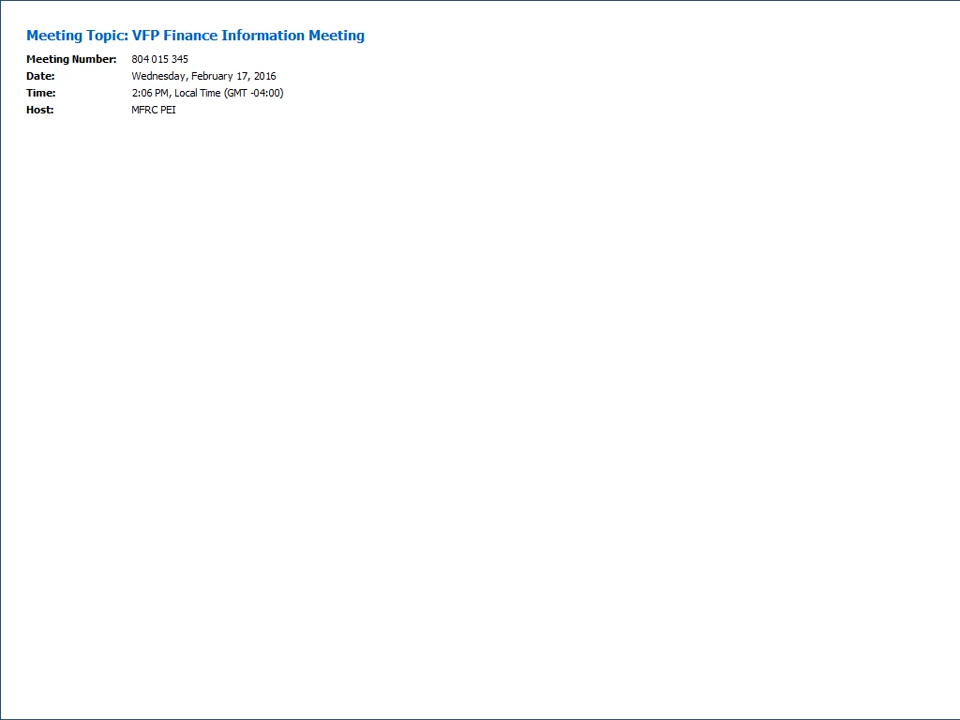 Meeting Topic: VFP Finance Information Meeting
Meeting Number: 804 015 345
Date: Wednesday, February 17, 2016
Time: 2:06 PM, Local Time (GMT -04:00)
Host: MFRC PEI